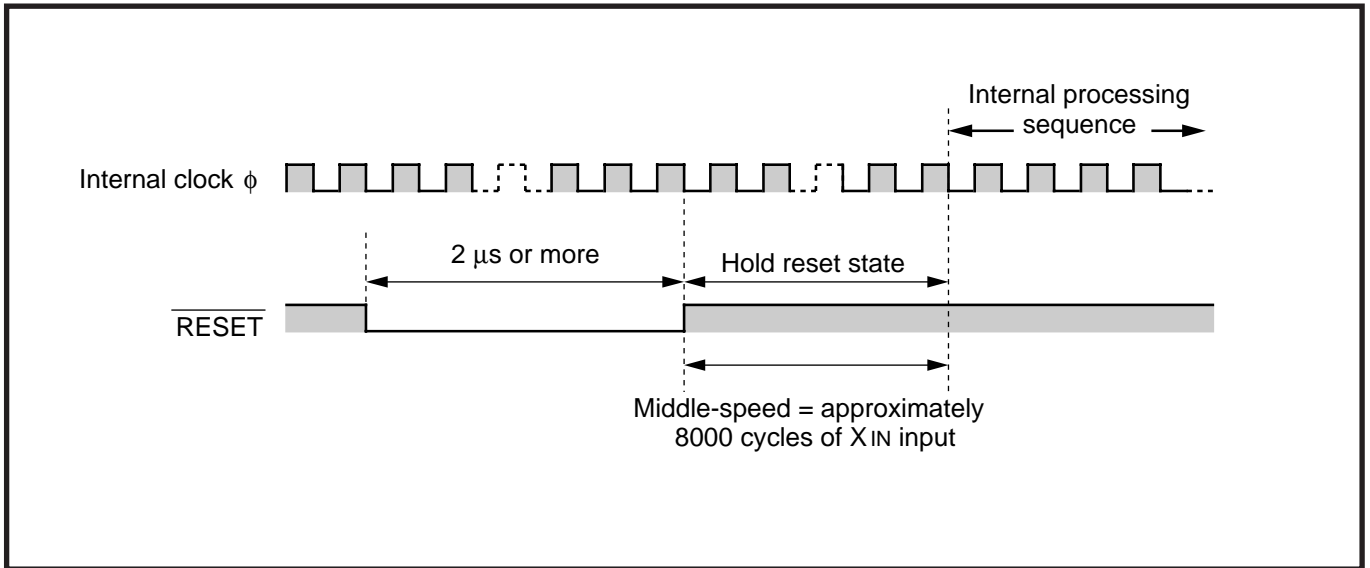 Internal processing
sequence
Internal clock ϕ
2 μs or more
Hold reset state
RESET
Middle-speed = approximately
8000 cycles of XIN input